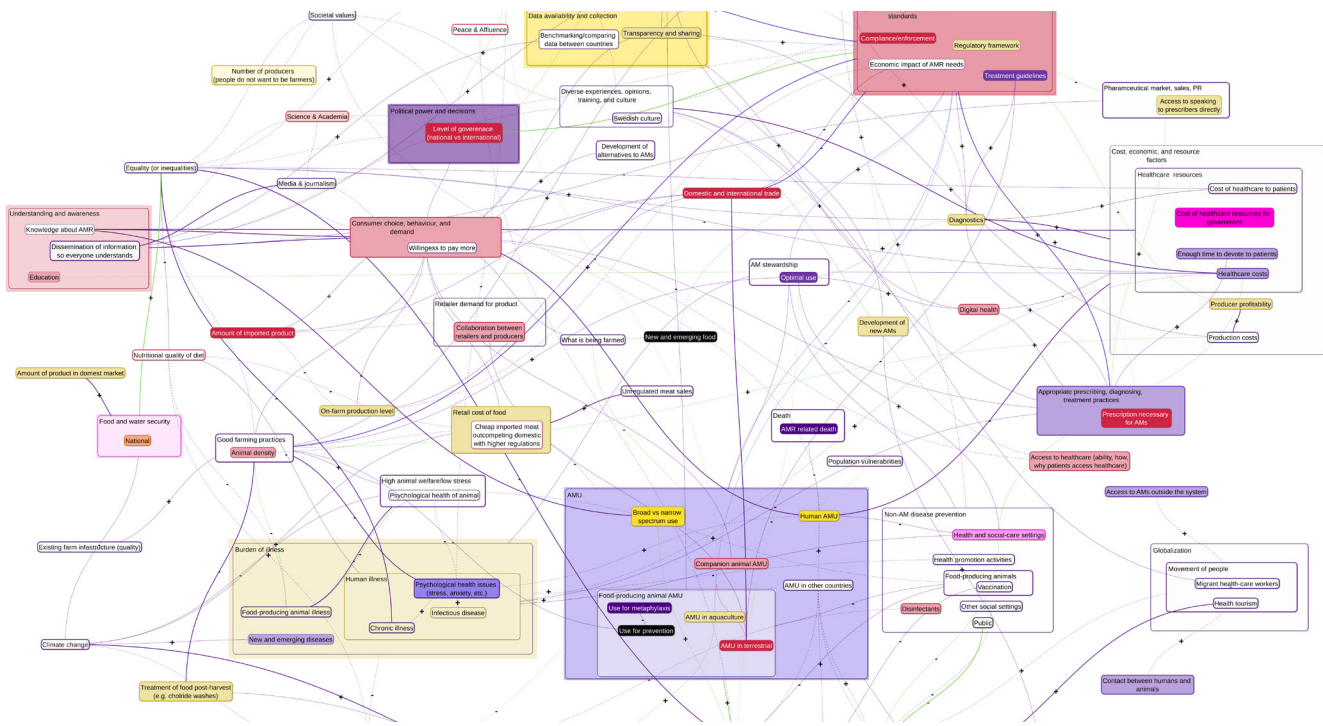 Societal values
Peace & Affluence
Data availability and collection
Benchmarking/comparing
data between countries
Transparency and sharing
standards
Compliance/enforcement
Regulatory framework
Economic impact of AMR needs
Treatment guidelines
Number of producers
(people do not want to be farmers)
Science & Academia
Political power and decisions
Level of goverenace
(national vs international)
Diverse experiences, opinions,
training, and culture
Swedish culture
Development of
alternatives to AMs
Pharamceutical market, sales, PR
Access to speaking
to prescribers directly
Equality (or inequalities)
Media & journalism
Domestic and international trade
Cost, economic, and resource
factors
Healthcare resources
Cost of healthcare to patients
Cost of healthcare resources for
government
Enough time to devote to patients
Healthcare costs
Understanding and awareness
Knowledge about AMR
Dissemination of information
so everyone understands
Education
Consumer choice, behaviour, and
demand
Willingess to pay more
Diagnostics
AM stewardship
Optimal use
Retailer demand for product
Collaboration between
retailers and producers
Amount of imported product
What is being farmed
New and emerging food
Development of
new AMs
Digital health
Producer profitability
Production costs
Nutritional quality of diet
Amount of product in domest market
On-farm production level
Unregulated meat sales
Food and water security
National
Good farming practices
Animal density
Retail cost of food
Cheap imported meat
outcompeting domestic
with higher regulations
Death
AMR related death
Appropriate prescribing, diagnosing,
treatment practices
Prescription necessary
for AMs
Population vulnerabilities
Access to healthcare (ability, how,
why patients access healthcare)
High animal welfare/low stress
Psychological health of animal
AMU
Broad vs narrow
spectrum use
Human AMU
Non-AM disease prevention
Access to AMs outside the system
Health and social-care settings
Existing farm infastrdcture (quality)
Burden of illness
Human illness
Psychological health issues
(stress, anxiety, etc.)
Food-producing animal illness
Infectious disease
Chronic illness
New and emerging diseases
Companion animal AMU
AMU in other countries
Food-producing animal AMU
Use for metaphylaxis
AMU in aquaculture
Use for prevention
AMU in terrestrial
Health promotion activities
Food-producing animals
Vaccination
Disinfectants
Other social settings
Public
Globalization
Movement of people
Migrant health-care workers
Health tourism
Climate change
Treatment of food post-harvest
(e.g. cholride washes)
Contact between humans and
animals